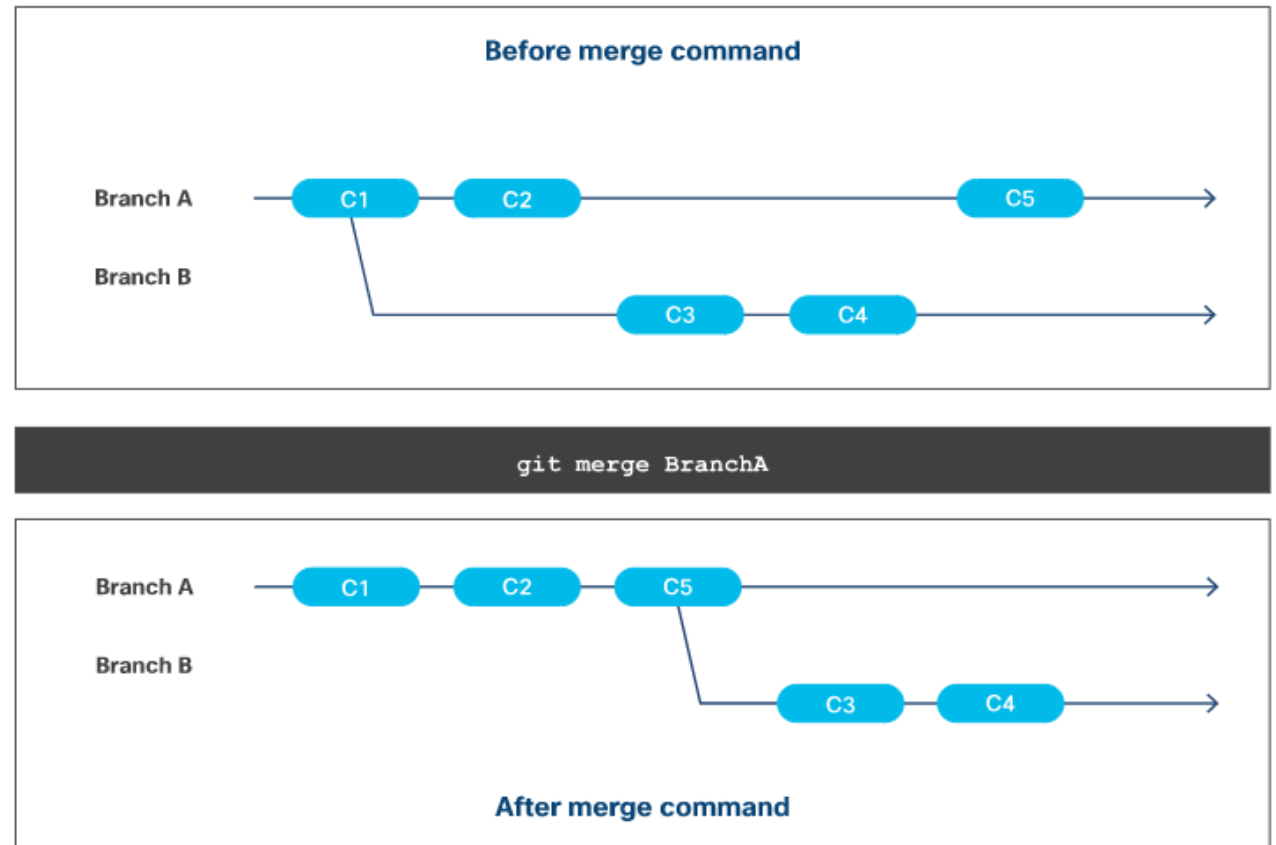 Before merge command
Branch A C1 C2 C5
Branch B
C3 C4
git merge BranchA
Branch A C1 C2 C5
Branch B
C3 C4
After merge command